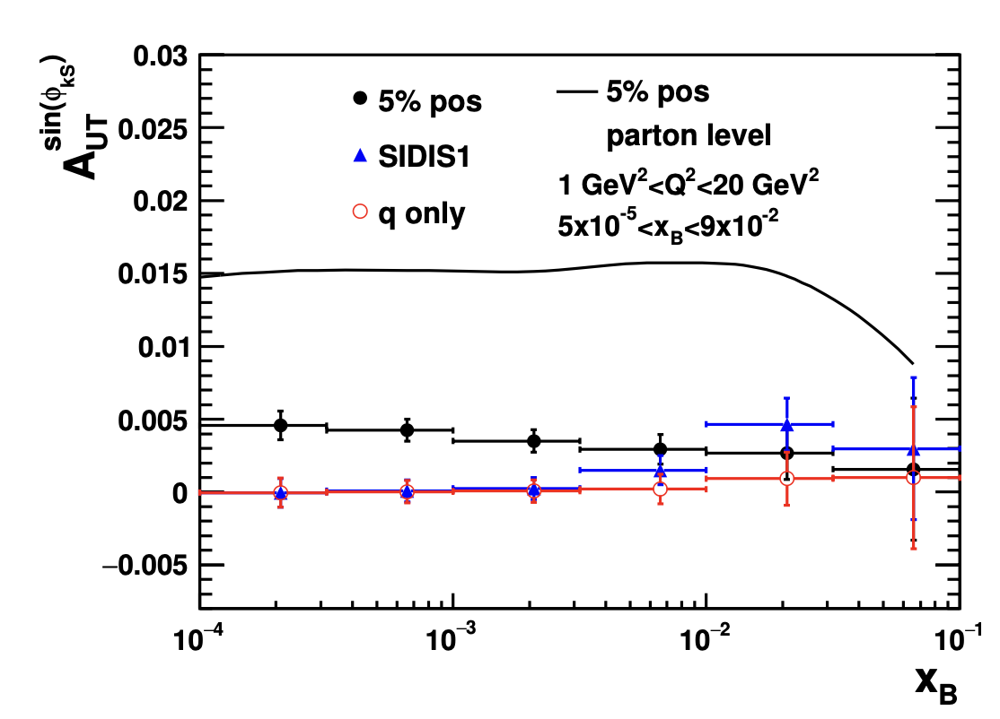 A_UT^sin(ϕ_kS)
0.03
0.025
0.02
0.015
0.01
0.005
0
−0.005
5% pos
SIDIS1
q only
5% pos
parton level
1 GeV²<Q²<20 GeV²
5x10⁻⁵<x_B<9x10⁻²
10⁻⁴
10⁻³
10⁻²
10⁻¹
x_B